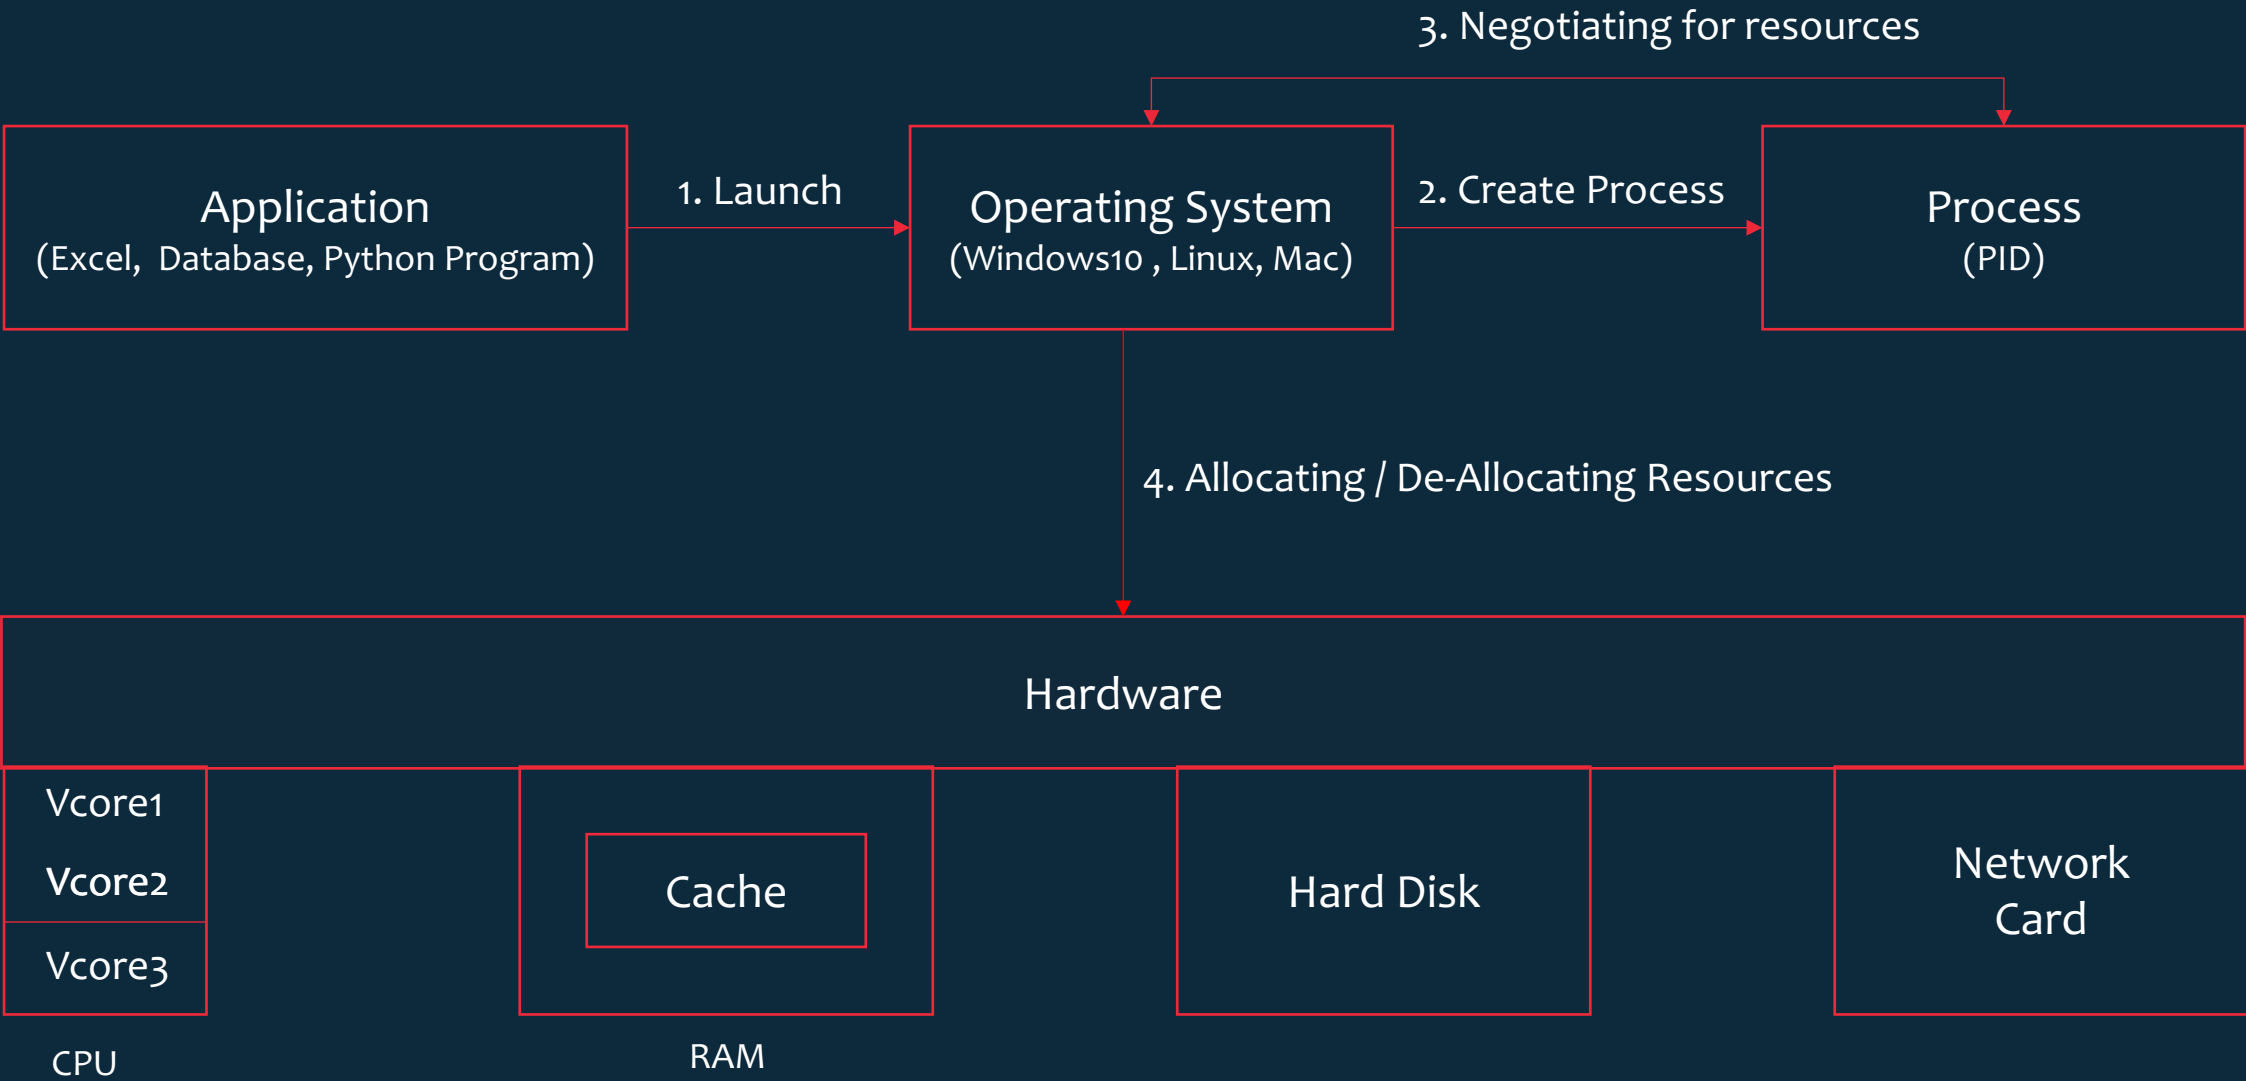 3. Negotiating for resources
Application
(Excel, Database, Python Program)
1. Launch
Operating System
(Windows10 , Linux, Mac)
2. Create Process
Process
(PID)
4. Allocating / De-Allocating Resources
Hardware
Vcore1
Vcore2
Vcore3
CPU
Cache
RAM
Hard Disk
Network
Card